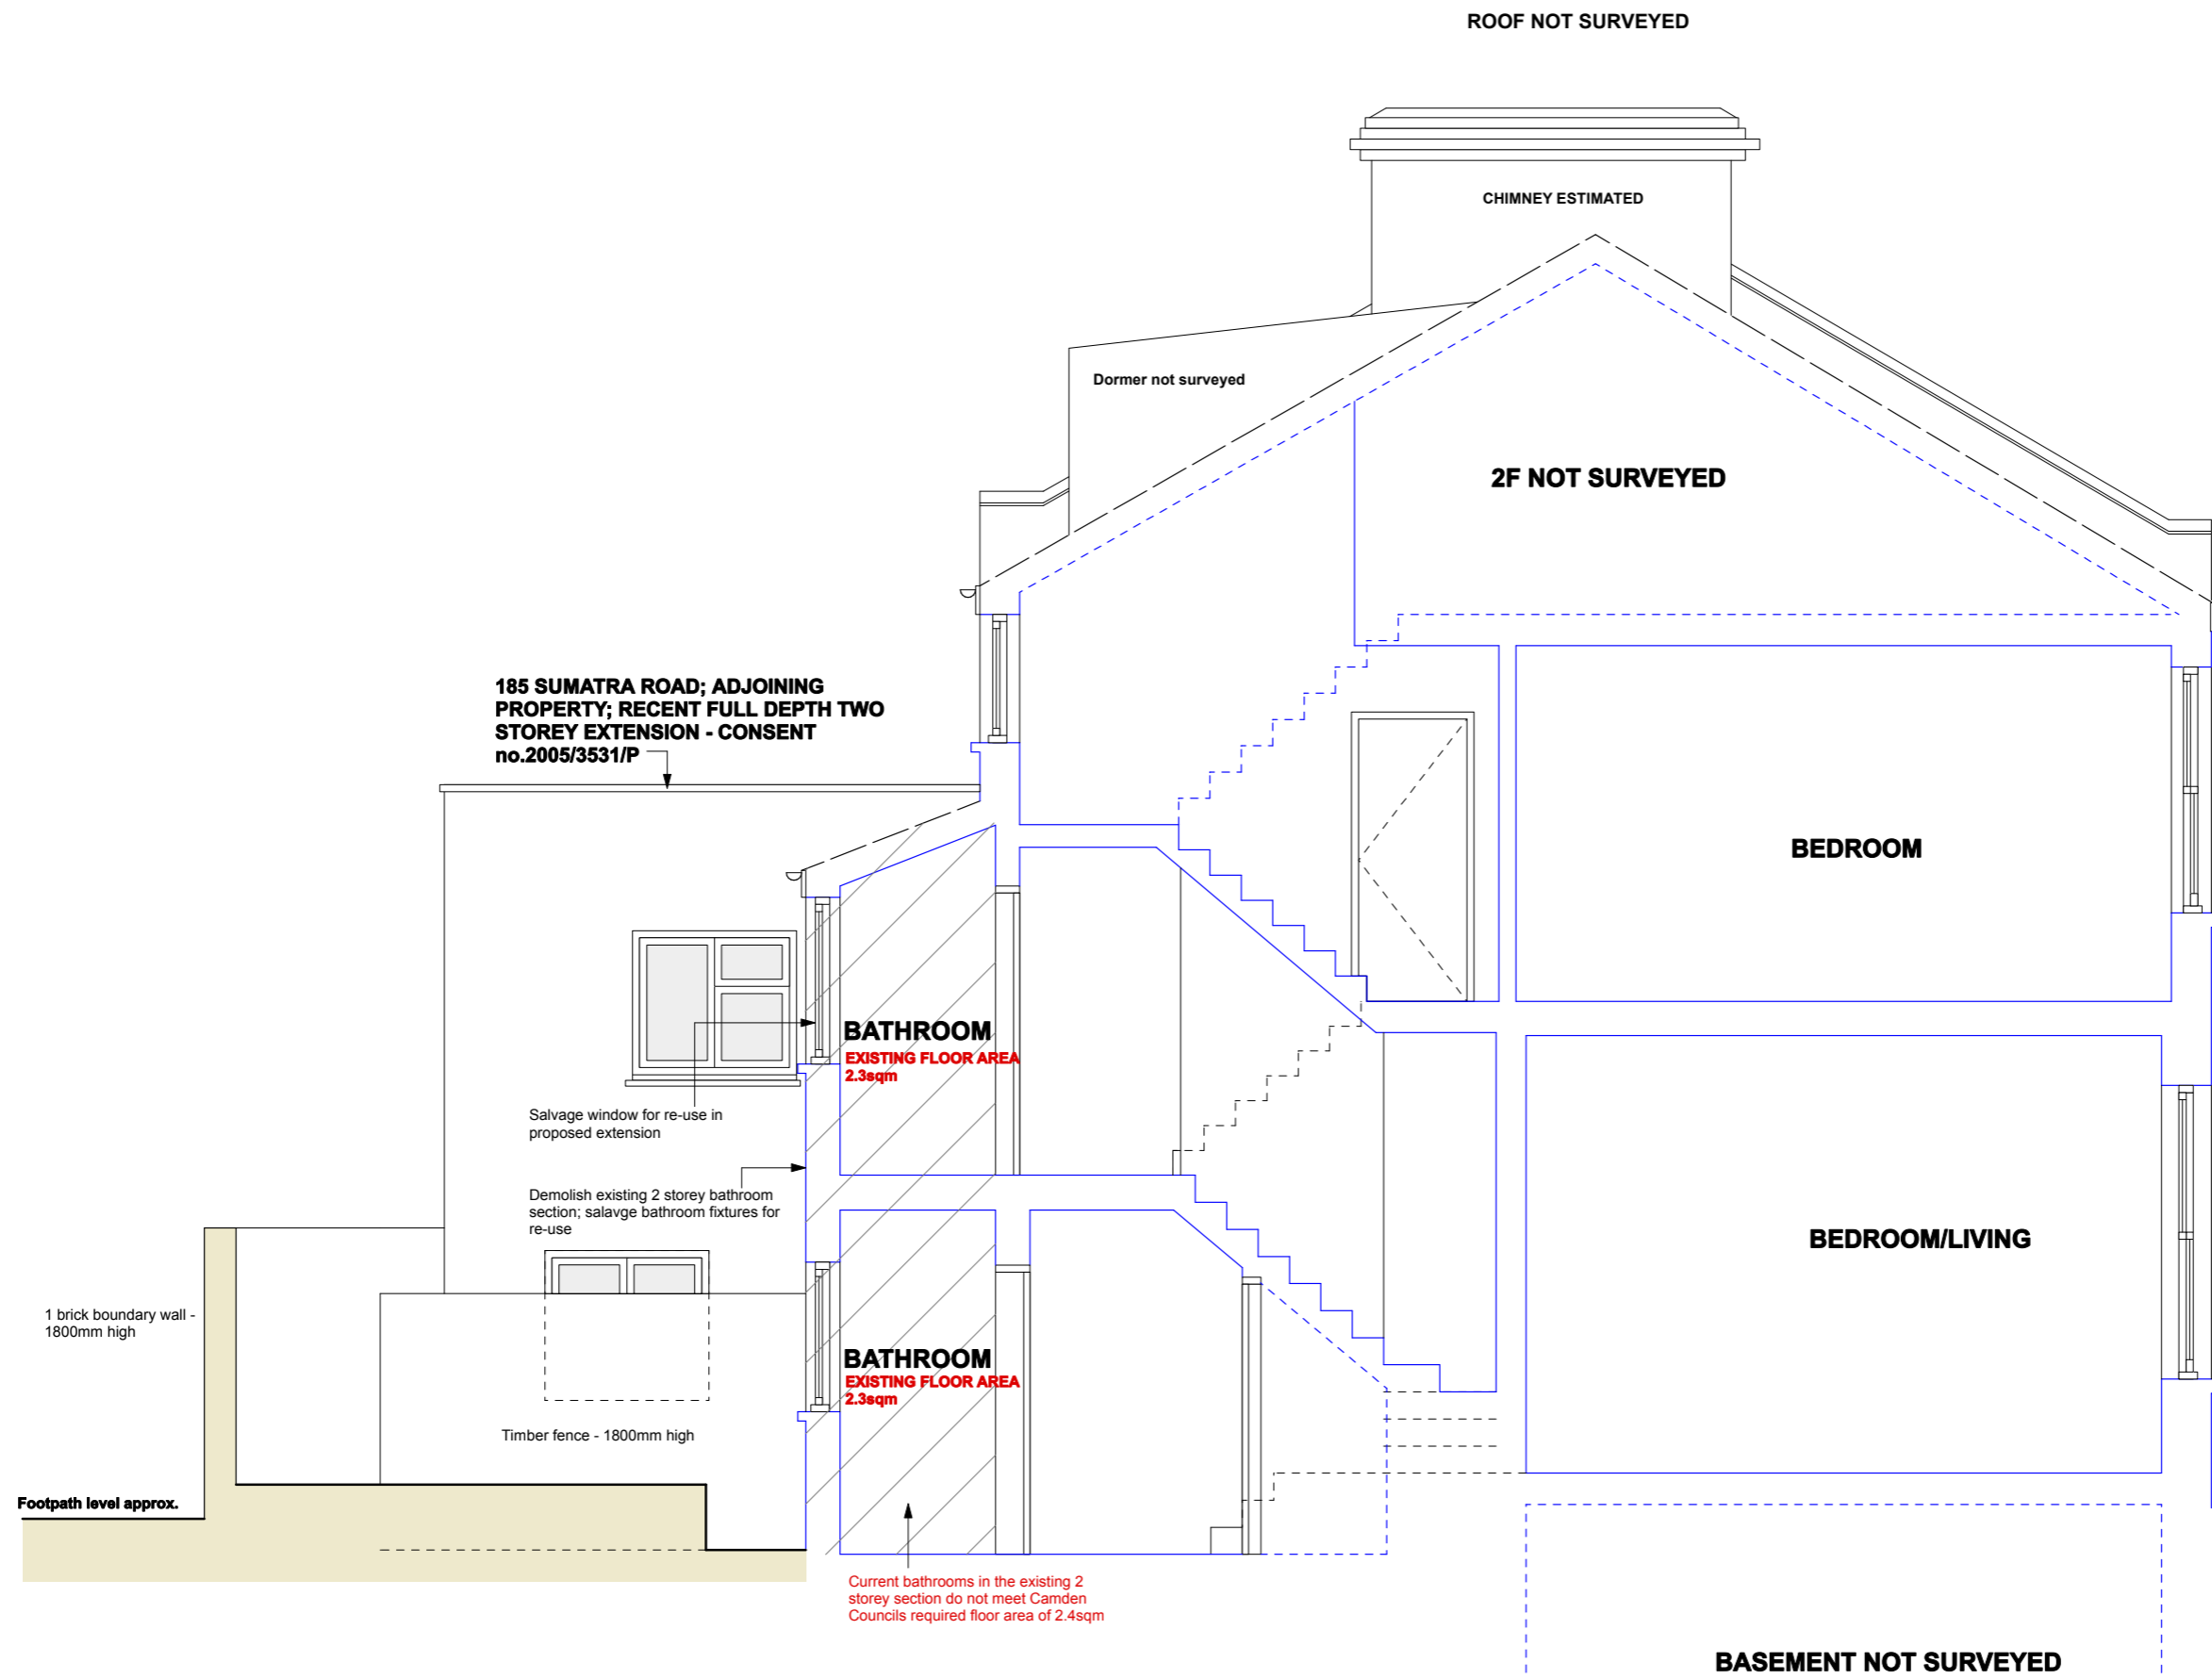 ROOF NOT SURVEYED
CHIMNEY ESTIMATED
Dormer not surveyed
2F NOT SURVEYED
185 SUMATRA ROAD; ADJOINING
PROPERTY; RECENT FULL DEPTH TWO
STOREY EXTENSION - CONSENT
no.2005/3531/P
BEDROOM
BATHROOM
EXISTING FLOOR AREA
2.3sqm
Salvage window for re-use in
proposed extension
Demolish existing 2 storey bathroom
section; salavge bathroom fixtures for
re-use
BEDROOM/LIVING
1 brick boundary wall -
1800mm high
BATHROOM
EXISTING FLOOR AREA
2.3sqm
Timber fence - 1800mm high
Footpath level approx.
Current bathrooms in the existing 2
storey section do not meet Camden
Councils required floor area of 2.4sqm
BASEMENT NOT SURVEYED